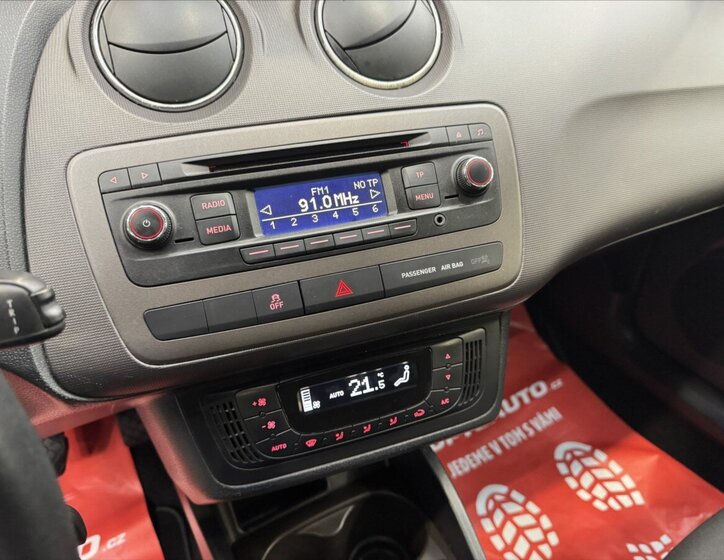 FM1 NO TP
91.0MHz
1 2 3 4 5 6
RADIO
MEDIA
TP
MENU
OFF
PASSENGER AIR BAG OFF
AUTO 21.5 °C
AUTO
A/C
AUTO.cz
JEDEME V TOM S VÁMI!
.cz